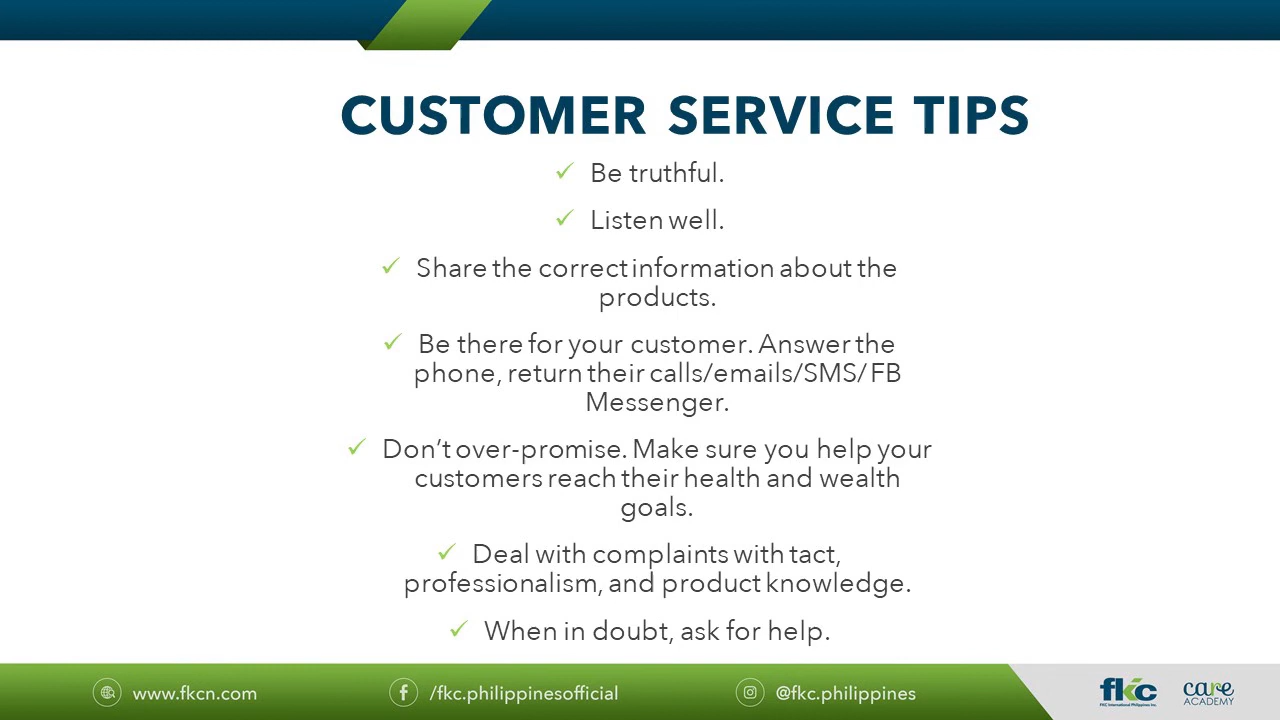 CUSTOMER SERVICE TIPS
✓ Be truthful.
✓ Listen well.
✓ Share the correct information about the
products.
✓ Be there for your customer. Answer the
phone, return their calls/emails/SMS/FB
Messenger.
✓ Don’t over-promise. Make sure you help your
customers reach their health and wealth
goals.
✓ Deal with complaints with tact,
professionalism, and product knowledge.
✓ When in doubt, ask for help.
www.fkcn.com
/fkc.philippinesofficial
@fkc.philippines
fkc
FKC International Philippines Inc.
care
ACADEMY